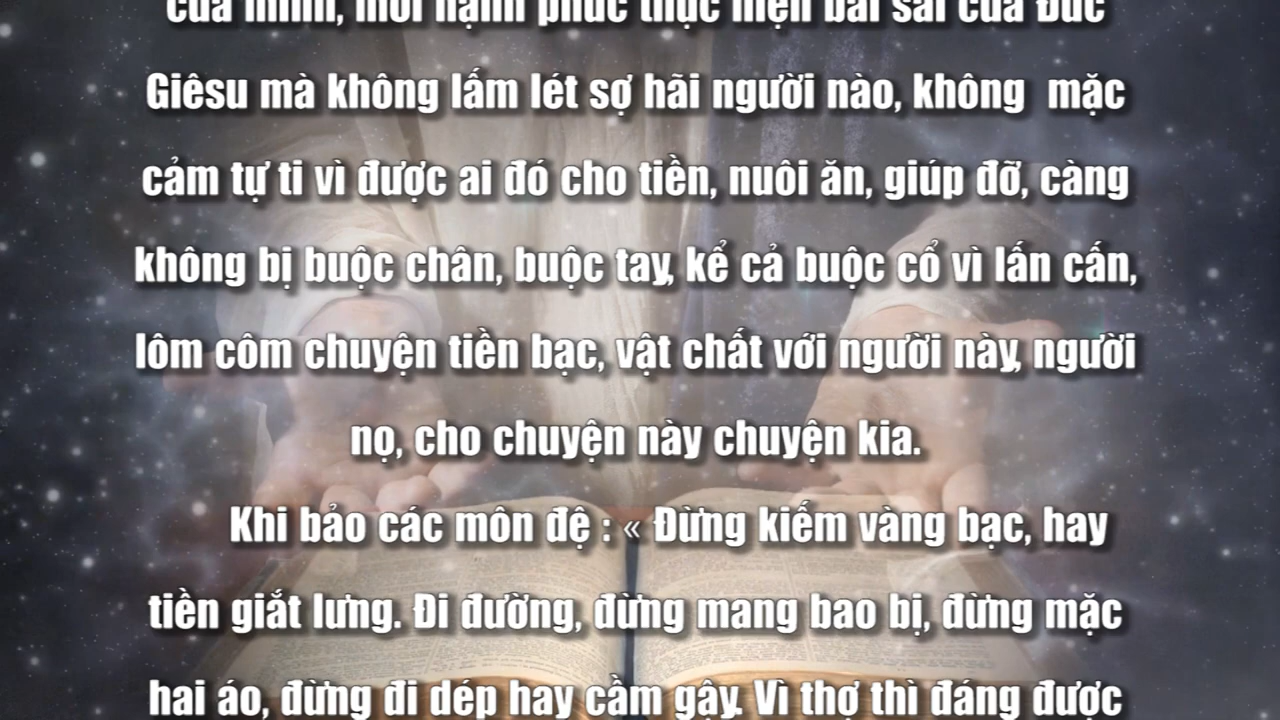 của mình, mới hạnh phúc thực hiện bài sai của Đức
Giêsu mà không lấm lét sợ hãi người nào, không  mặc
cảm tự ti vì được ai đó cho tiền, nuôi ăn, giúp đỡ, càng
không bị buộc chân, buộc tay, kể cả buộc cổ vì lấn cấn,
lôm côm chuyện tiền bạc, vật chất với người này, người
nọ, cho chuyện này chuyện kia.
Khi bảo các môn đệ : « Đừng kiếm vàng bạc, hay
tiền giắt lưng. Đi đường, đừng mang bao bị, đừng mặc
hai áo, đừng đi dép hay cầm gậy. Vì thợ thì đáng được